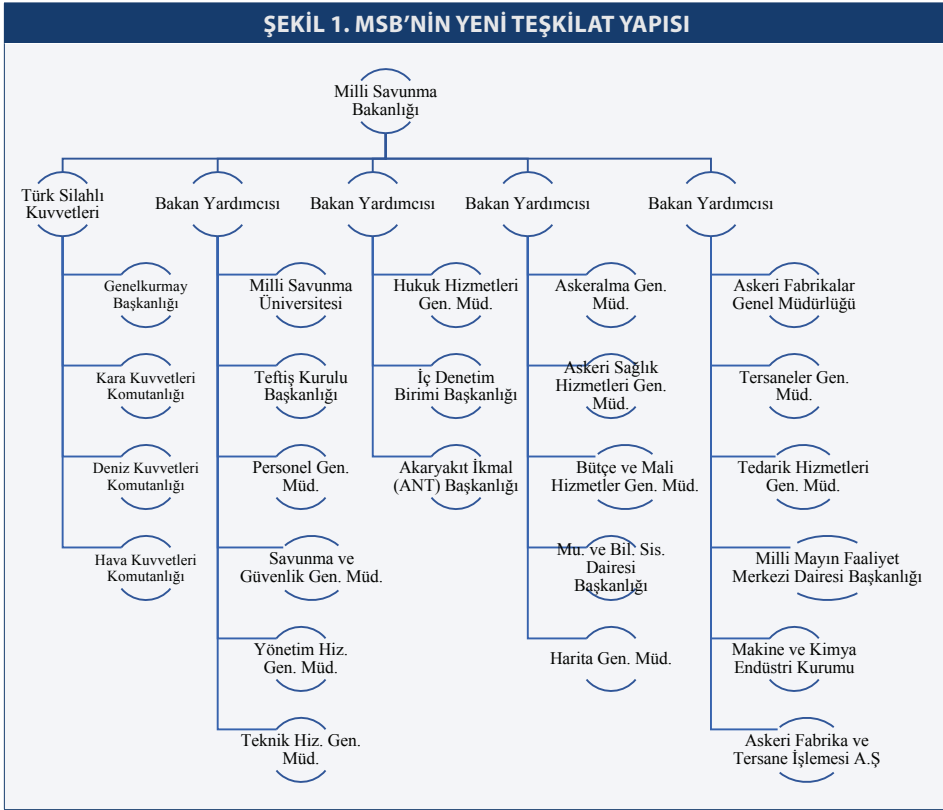 ŞEKİL 1. MSB'NİN YENİ TEŞKİLAT YAPISI
Milli Savunma
Bakanlığı
Türk Silahlı
Kuvvetleri
Genelkurmay
Başkanlığı
Kara Kuvvetleri
Komutanlığı
Deniz Kuvvetleri
Komutanlığı
Hava Kuvvetleri
Komutanlığı
Bakan Yardımcısı
Milli Savunma
Üniversitesi
Teftiş Kurulu
Başkanlığı
Personel Gen.
Müd.
Savunma ve
Güvenlik Gen. Müd.
Yönetim Hiz.
Gen. Müd.
Teknik Hiz. Gen.
Müd.
Bakan Yardımcısı
Hukuk Hizmetleri
Gen. Müd.
İç Denetim
Birimi Başkanlığı
Akaryakıt İkmal
(ANT) Başkanlığı
Bakan Yardımcısı
Askeralma Gen.
Müd.
Askeri Sağlık
Hizmetleri Gen.
Müd.
Bütçe ve Mali
Hizmetler Gen. Müd.
Mu. ve Bil. Sis.
Dairesi
Başkanlığı
Harita Gen. Müd.
Bakan Yardımcısı
Askeri Fabrikalar
Genel Müdürlüğü
Tersaneler Gen.
Müd.
Tedarik Hizmetleri
Gen. Müd.
Milli Mayın Faaliyet
Merkezi Dairesi Başkanlığı
Makine ve Kimya
Endüstri Kurumu
Askeri Fabrika ve
Tersane İşlemesi A.Ş